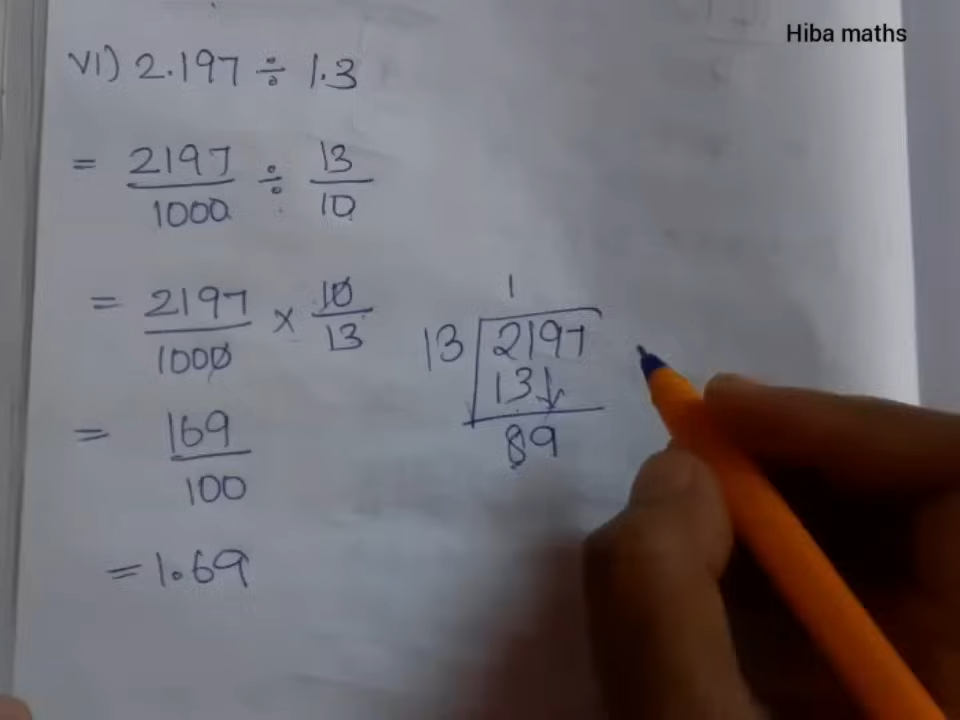 Hiba maths
VI) 2.197 ÷ 1.3
= 2197/1000 ÷ 13/10
= 2197/1000 × 10/13
= 169/100
= 1.69
1
13 √2197
13↓
89